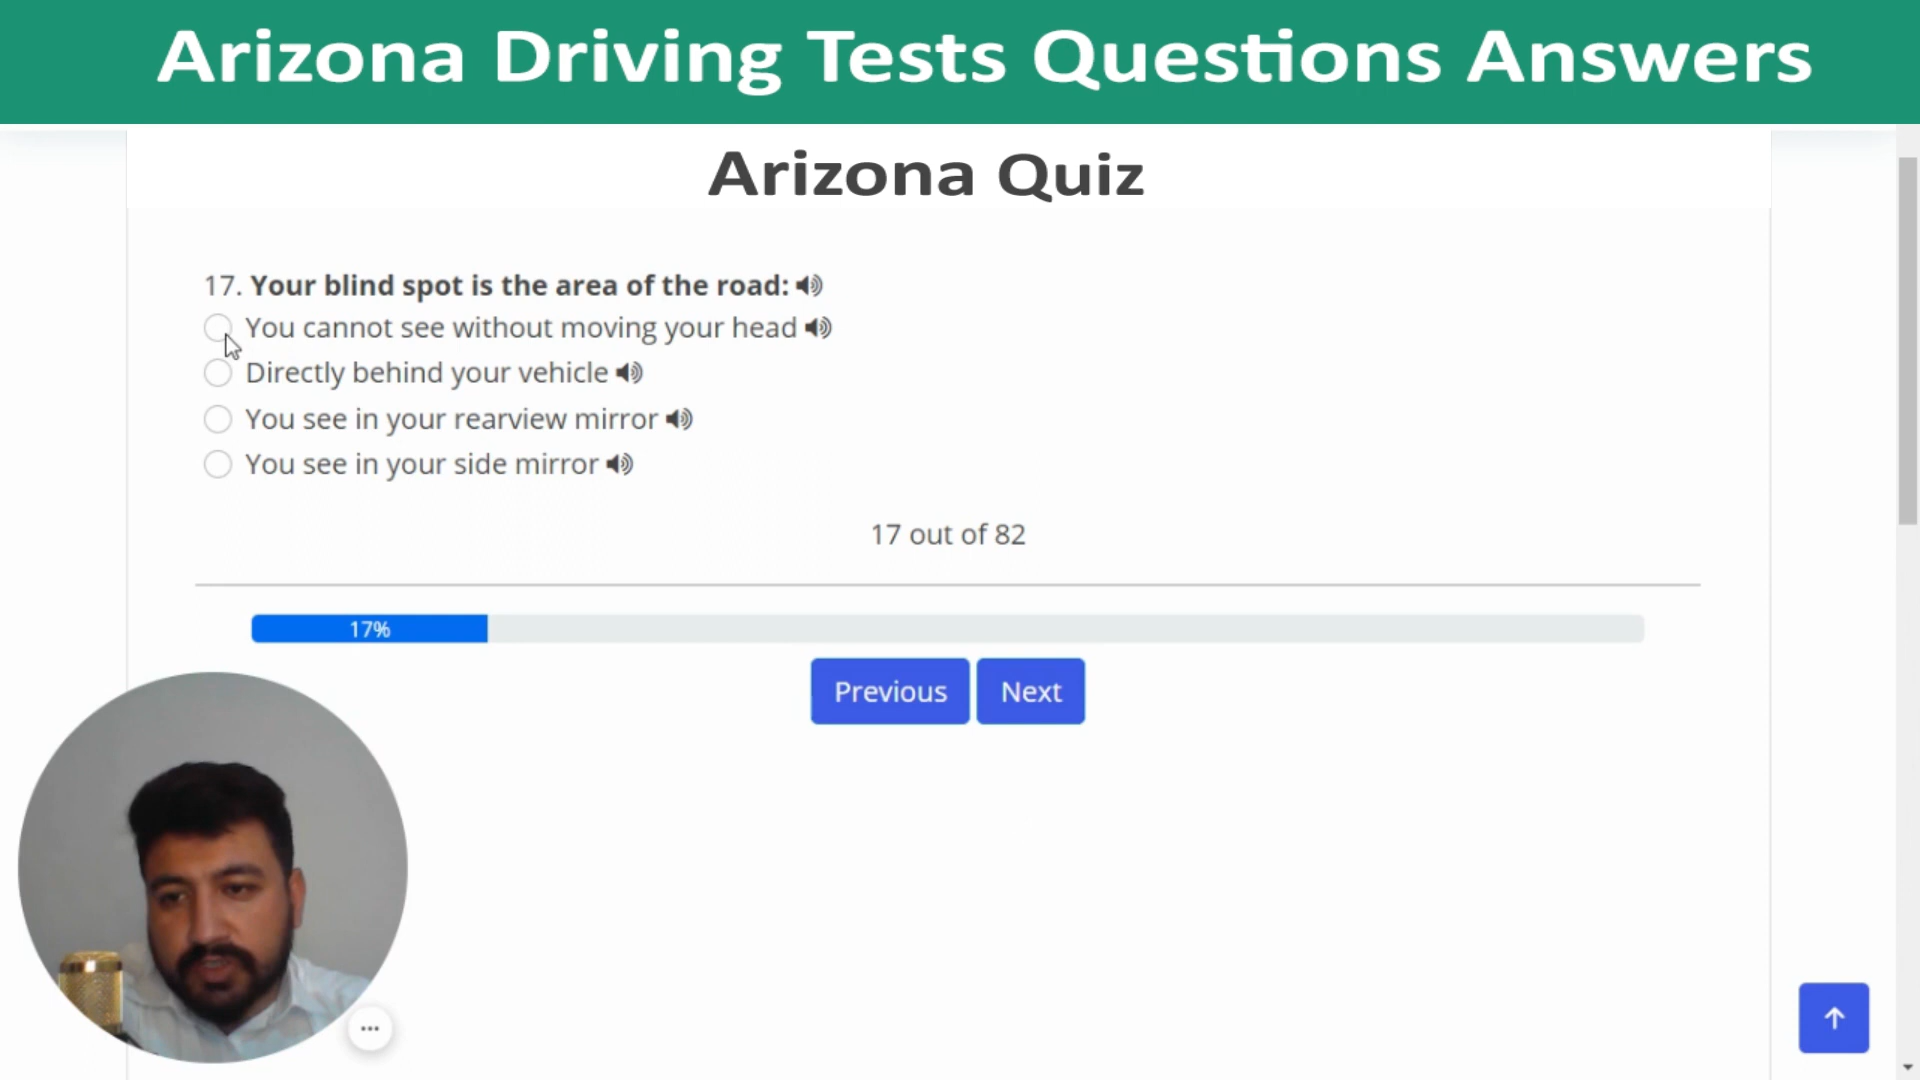 Arizona Driving Tests Questions Answers
Arizona Quiz
17. Your blind spot is the area of the road:
You cannot see without moving your head
Directly behind your vehicle
You see in your rearview mirror
You see in your side mirror
17 out of 82
17%
Previous Next